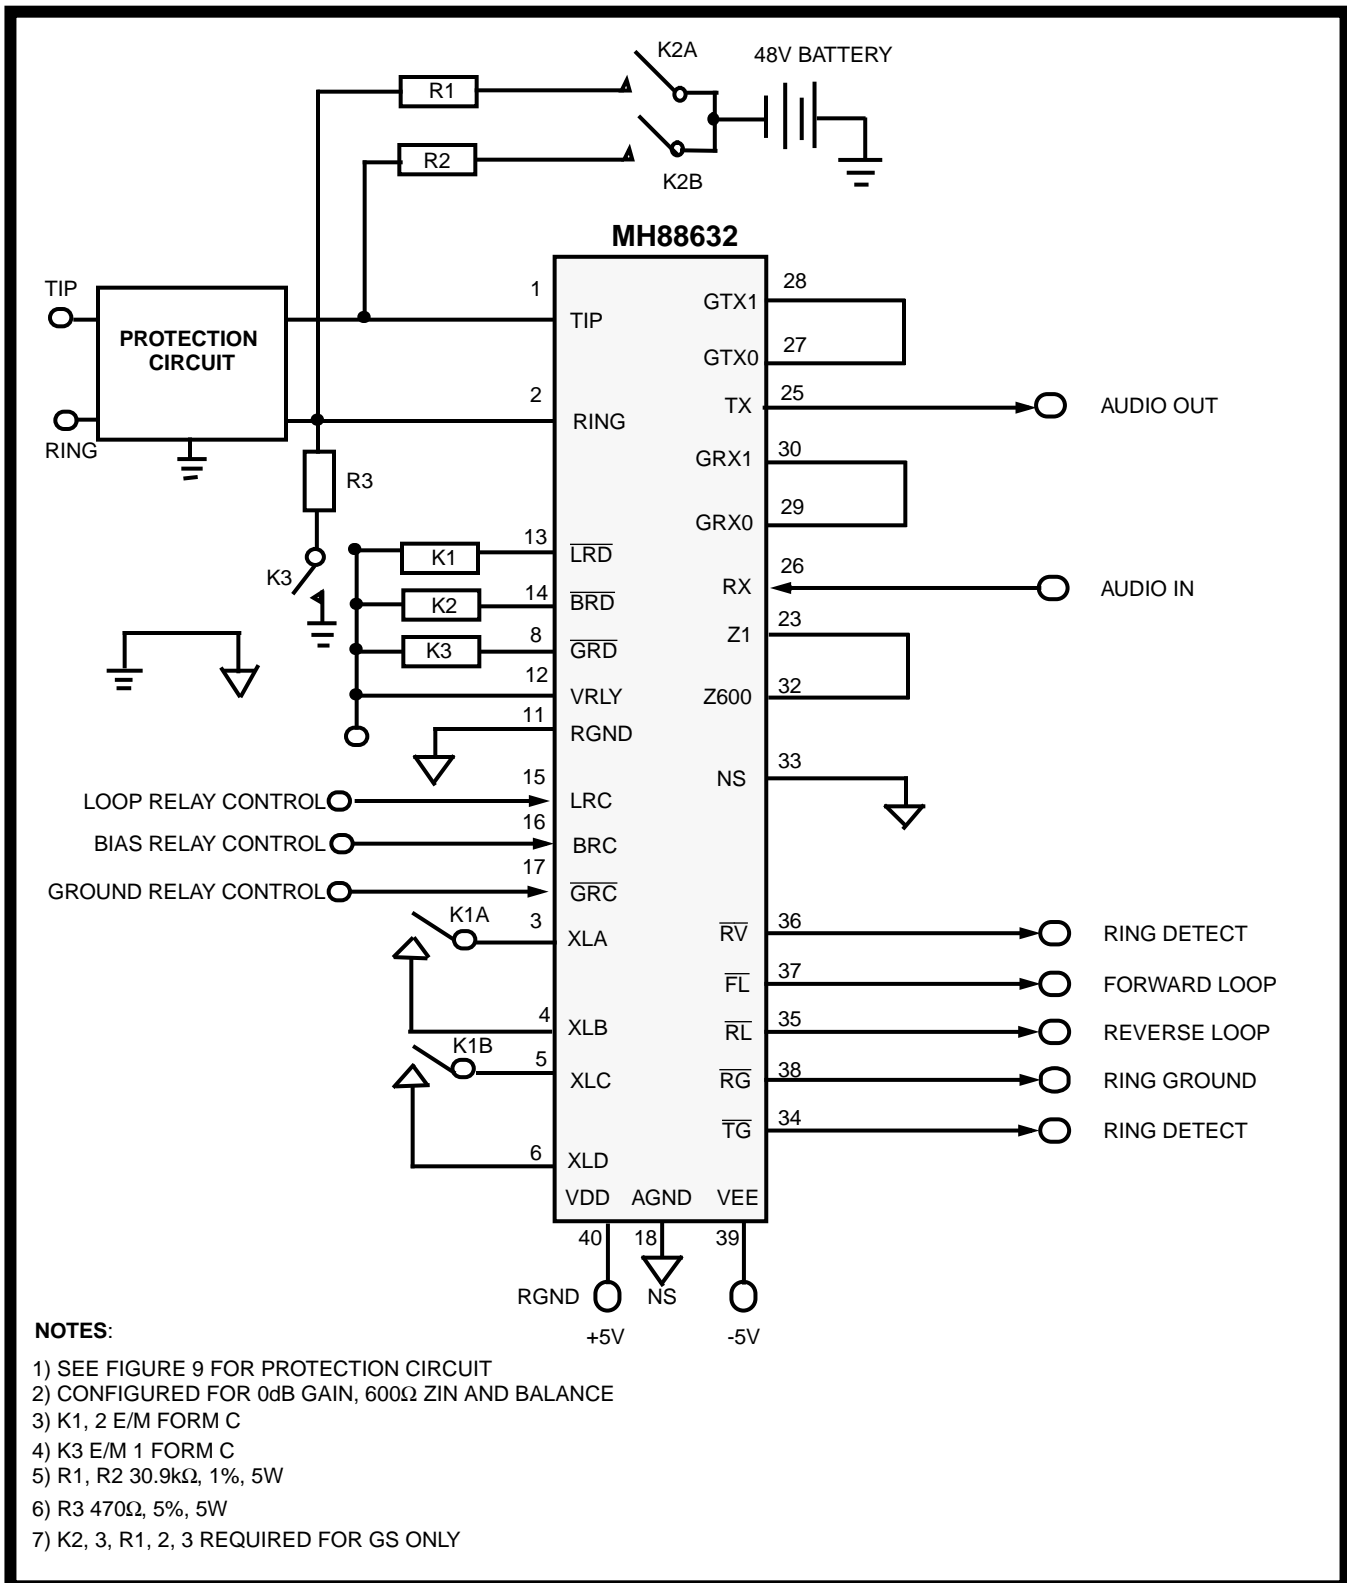 K2A
48V BATTERY
R1
R2
K2B
MH88632
TIP
1
TIP
GTX1
28
PROTECTION
CIRCUIT
GTX0
27
2
RING
TX
25
AUDIO OUT
RING
GRX1
30
R3
GRX0
29
13
K1
LRD
K3
RX
26
AUDIO IN
14
K2
BRD
Z1
23
8
K3
GRD
12
VRLY
Z600
32
11
RGND
NS
33
15
LOOP RELAY CONTROL
LRC
16
BIAS RELAY CONTROL
BRC
17
GROUND RELAY CONTROL
GRC
K1A
3
XLA
RV
36
RING DETECT
FL
37
FORWARD LOOP
4
XLB
RL
35
REVERSE LOOP
K1B
5
XLC
RG
38
RING GROUND
TG
34
RING DETECT
6
XLD
VDD AGND VEE
40
18
39
RGND
NS
+5V
-5V
NOTES:
1) SEE FIGURE 9 FOR PROTECTION CIRCUIT
2) CONFIGURED FOR 0dB GAIN, 600Ω ZIN AND BALANCE
3) K1, 2 E/M FORM C
4) K3 E/M 1 FORM C
5) R1, R2 30.9kΩ, 1%, 5W
6) R3 470Ω, 5%, 5W
7) K2, 3, R1, 2, 3 REQUIRED FOR GS ONLY